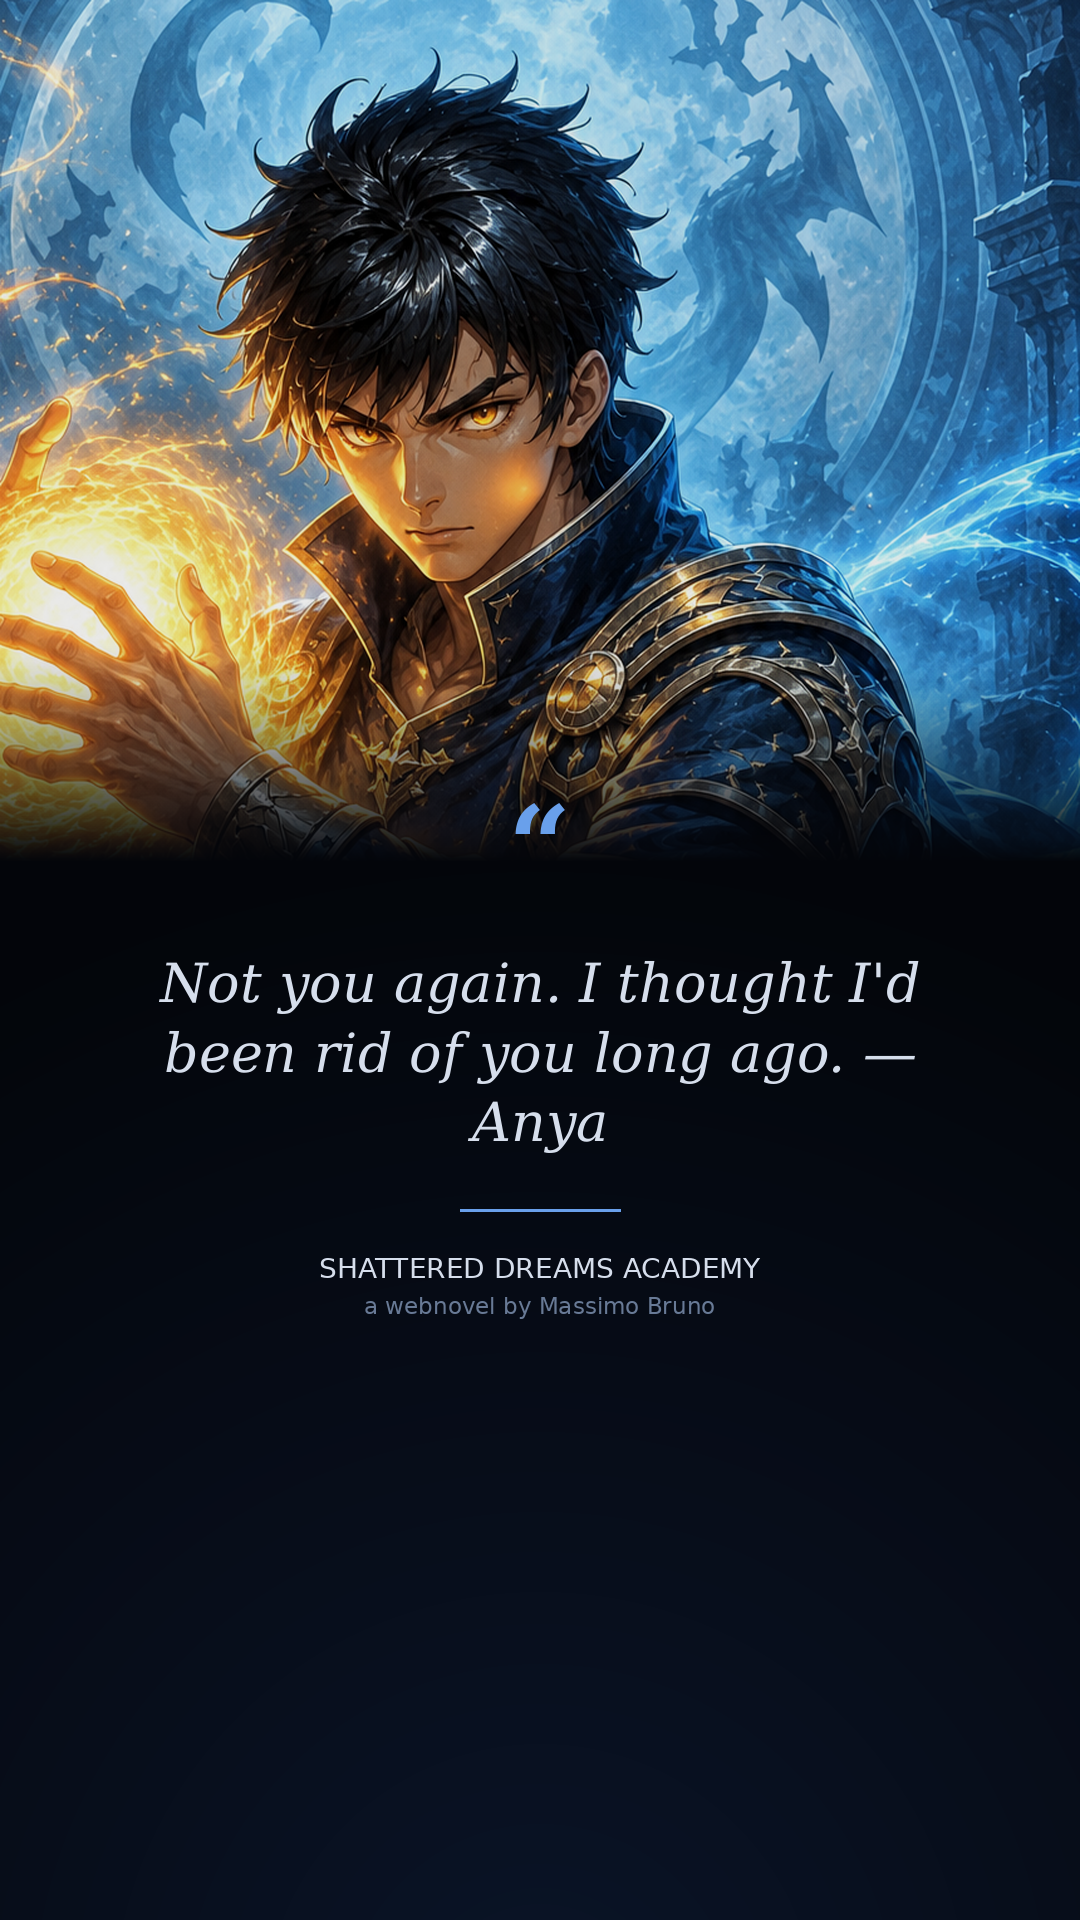 “
Not you again. I thought I'd
been rid of you long ago. —
Anya
SHATTERED DREAMS ACADEMY
a webnovel by Massimo Bruno